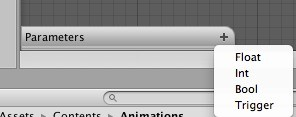 Parameters +
Float
Int
Bool
Trigger
Assets ▸ Contents ▸ Animations